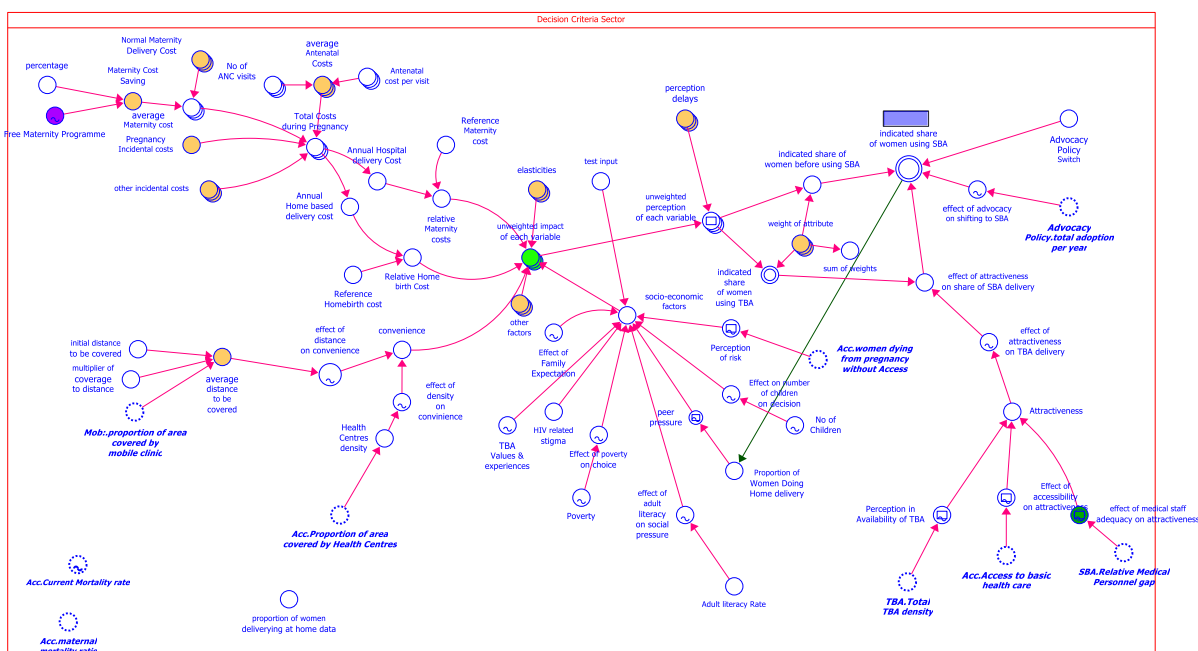 Decision Criteria Sector
percentage
Free Maternity Programme
Maternity Cost
Saving
Normal Maternity
Delivery Cost
average
Maternity cost
No of
ANC visits
average
Antenatal
Costs
Antenatal
cost per visit
Pregnancy
Incidental costs
other incidental costs
Total Costs
during Pregnancy
Annual Hospital
delivery Cost
Annual
Home based
delivery cost
Reference
Maternity
cost
relative
Maternity
costs
Reference
Homebirth cost
Relative Home
birth Cost
elasticities
unweighted impact
of each variable
other
factors
test input
perception
delays
unweighted
perception
of each variable
indicated share of
women before using SBA
weight of attribute
sum of weights
indicated
share
of women
using TBA
indicated share
of women using SBA
Advocacy
Policy
Switch
effect of advocacy
on shifting to SBA
Advocacy
Policy.total adoption
per year
effect of attractiveness
on share of SBA delivery
effect of
attractiveness
on TBA delivery
Attractiveness
initial distance
to be covered
multiplier of
coverage
to distance
Mob:.proportion of area
covered by
mobile clinic
average
distance
to be
covered
effect of
distance
on convenience
convenience
effect of
density
on
convinience
Health
Centres
density
Acc.Proportion of area
covered by Health Centres
socio-economic
factors
Effect of
Family
Expectation
TBA
Values &
experiences
HIV related
stigma
Effect of poverty
on choice
Poverty
effect of
adult
literacy
on social
pressure
Adult literacy Rate
peer
pressure
Proportion of
Women Doing
Home delivery
Effect on number
of children
on decision
No of
Children
Perception
of risk
Acc.women dying
from pregnancy
without Access
Perception in
Availability of TBA
TBA.Total
TBA density
Effect of
accessibility
on attractiveness
Acc.Access to basic
health care
effect of medical staff
adequacy on attractiveness
SBA.Relative Medical
Personnel gap
Acc.Current Mortality rate
Acc.maternal
mortality ratio
proportion of women
deliverying at home data